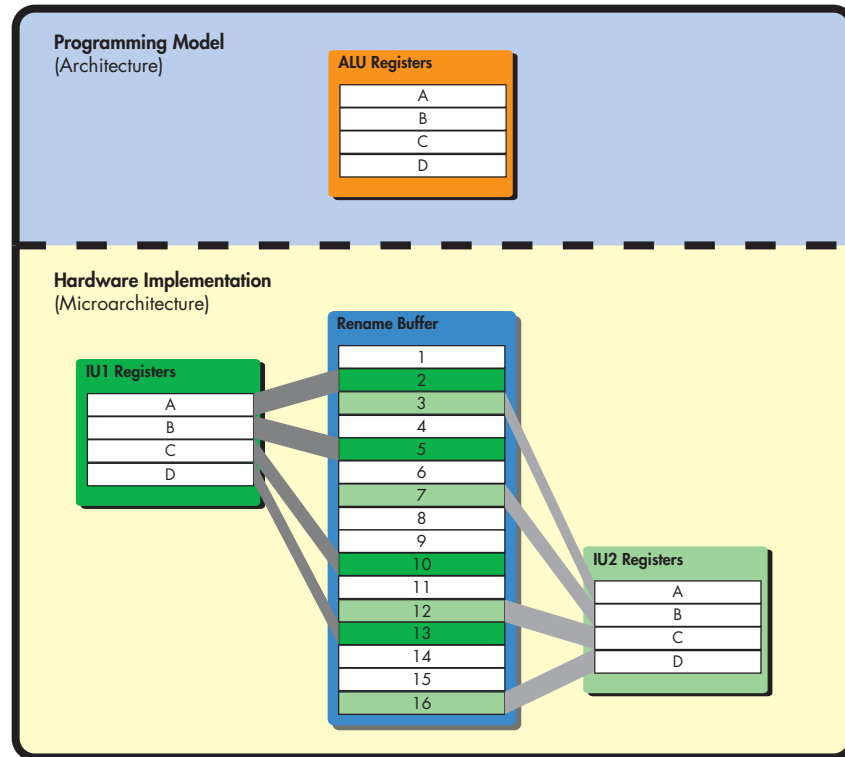 Programming Model
(Architecture)
ALU Registers
A
B
C
D
Hardware Implementation
(Microarchitecture)
Rename Buffer
1
2
3
4
5
6
7
8
9
10
11
12
13
14
15
16
IU1 Registers
A
B
C
D
IU2 Registers
A
B
C
D